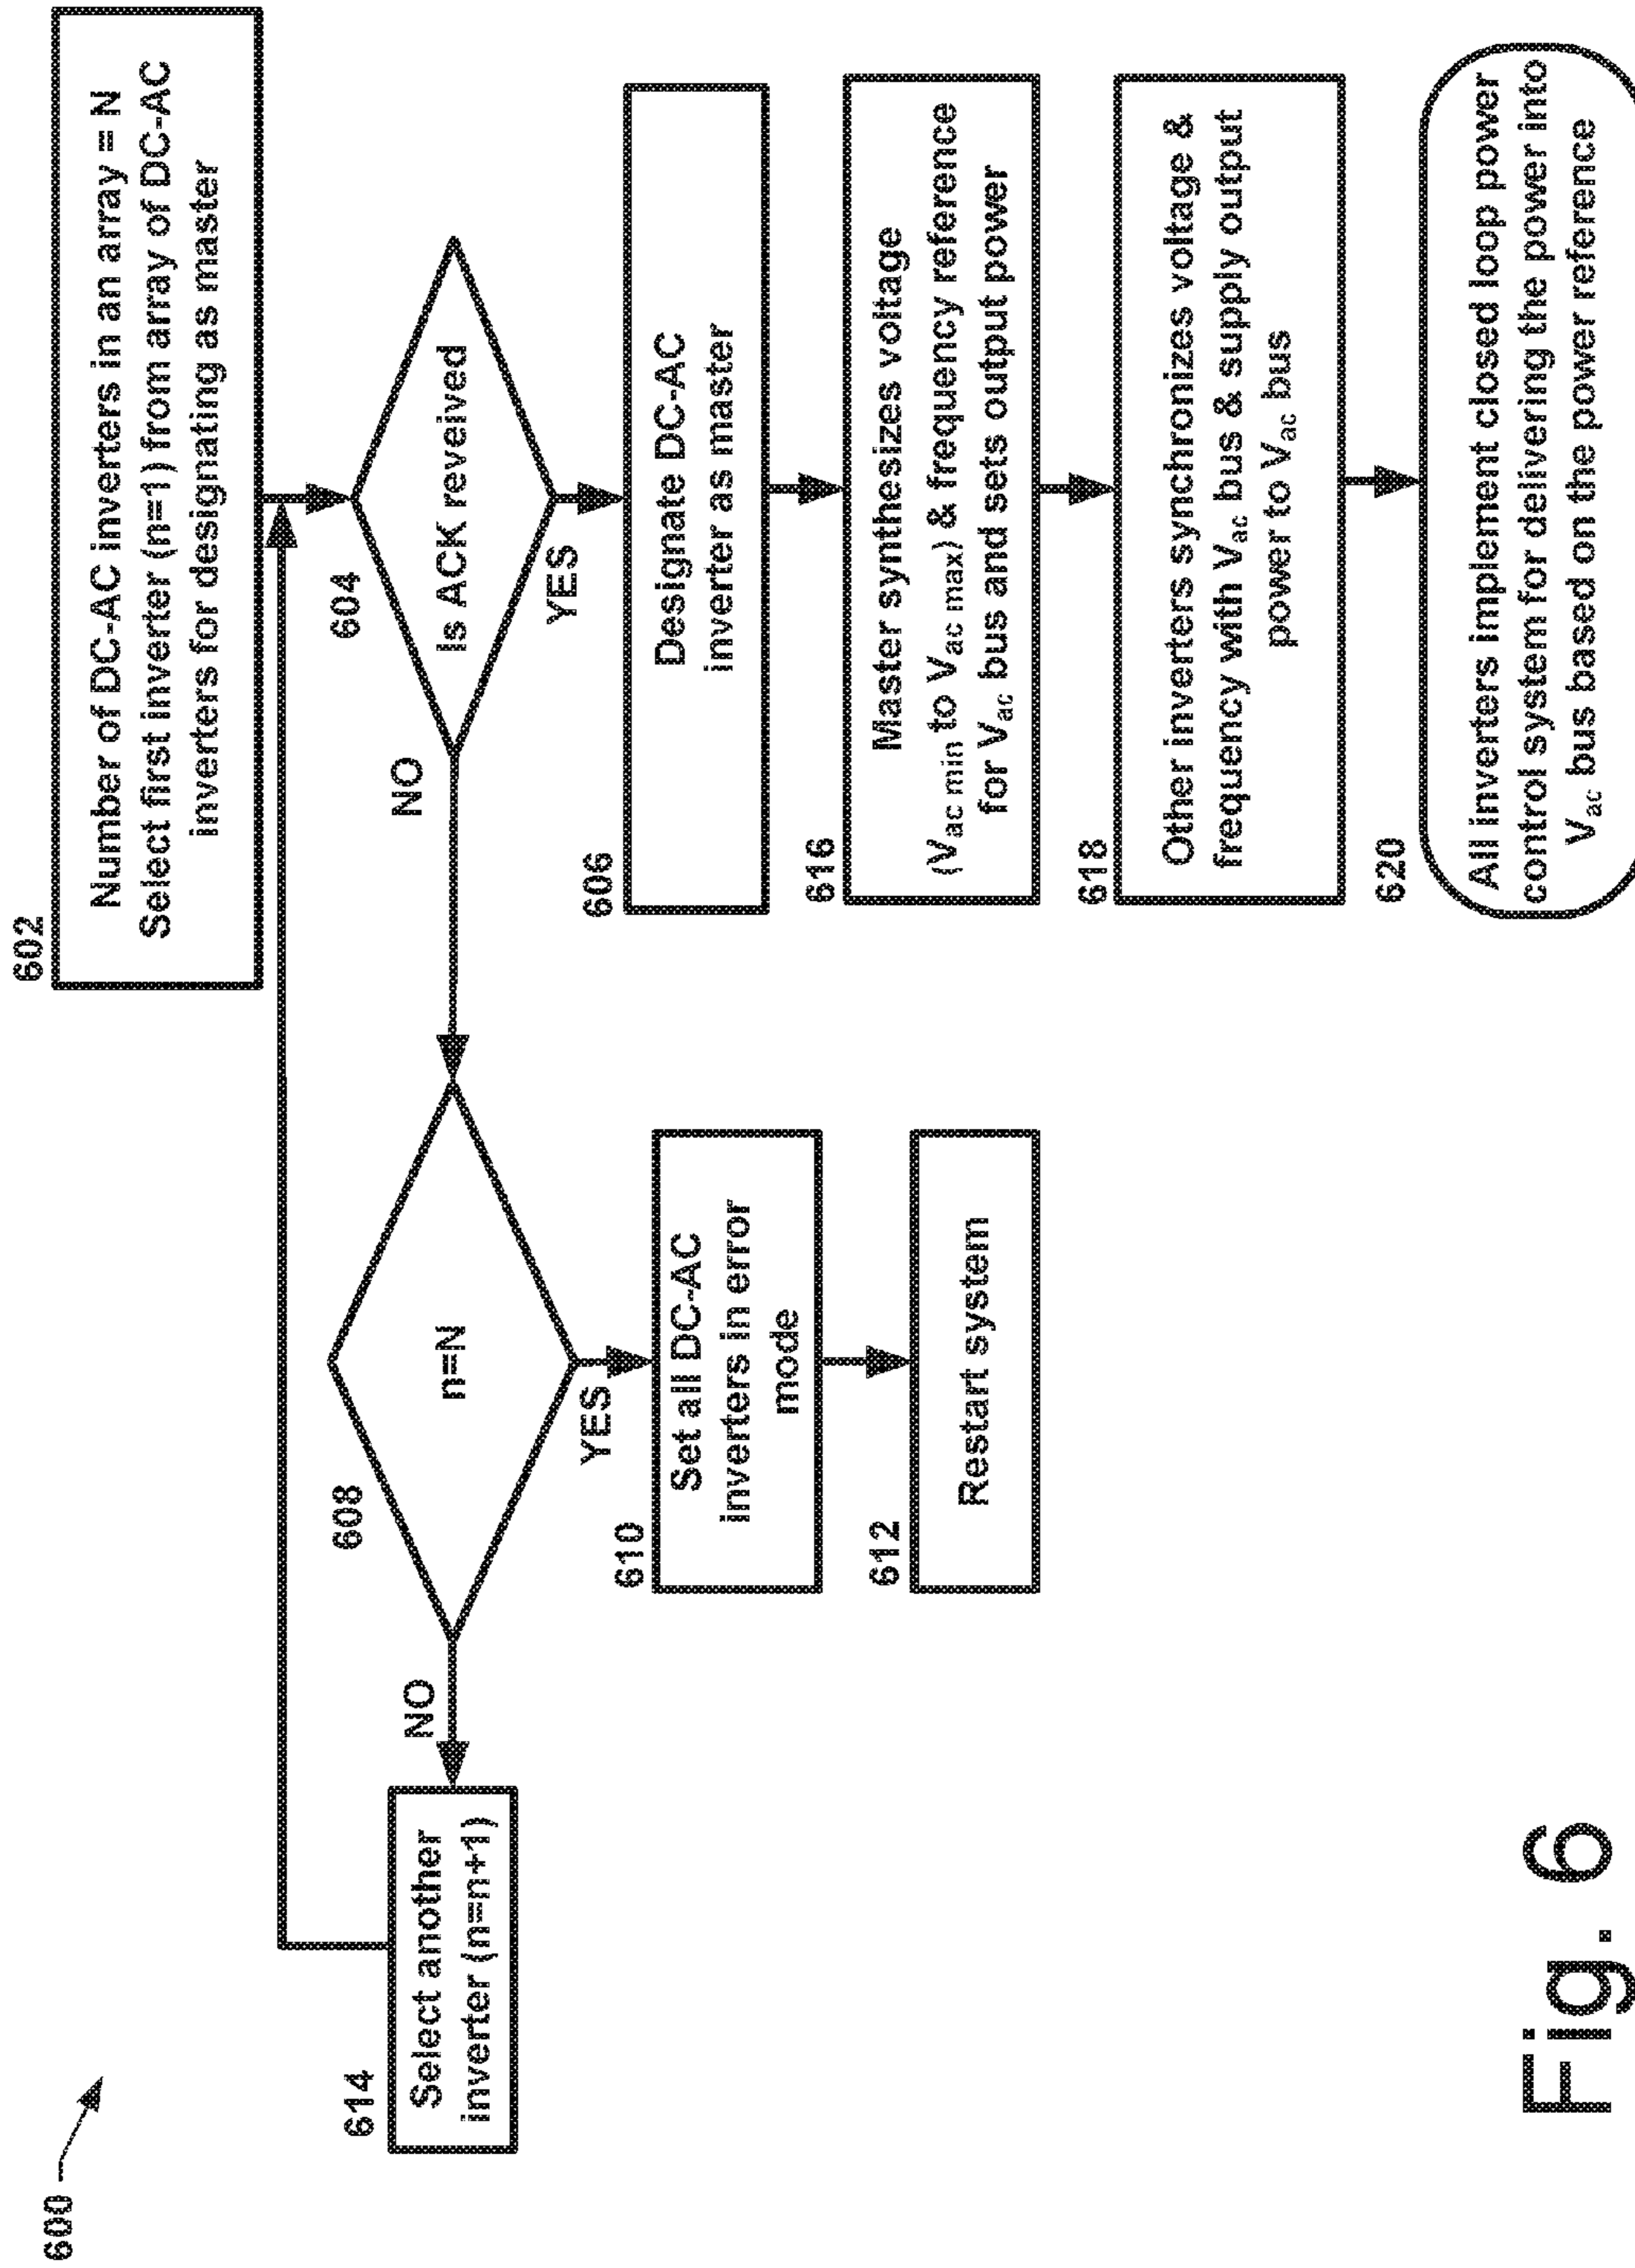 600
602
Number of DC-AC inverters in an array = N
Select first inverter (n=1) from array of DC-AC
inverters for designating as master
604
Is ACK reveived
NO
YES
606
Designate DC-AC
inverter as master
608
n=N
NO
YES
610
Set all DC-AC
inverters in error
mode
612
Restart system
614
Select another
inverter (n=n+1)
616
Master synthesizes voltage
(Vac min to Vac max) & frequency reference
for Vac bus and sets output power
618
Other inverters synchronizes voltage &
frequency with Vac bus & supply output
power to Vac bus
620
All inverters implement closed loop power
control system for delivering the power into
Vac bus based on the power reference
Fig. 6